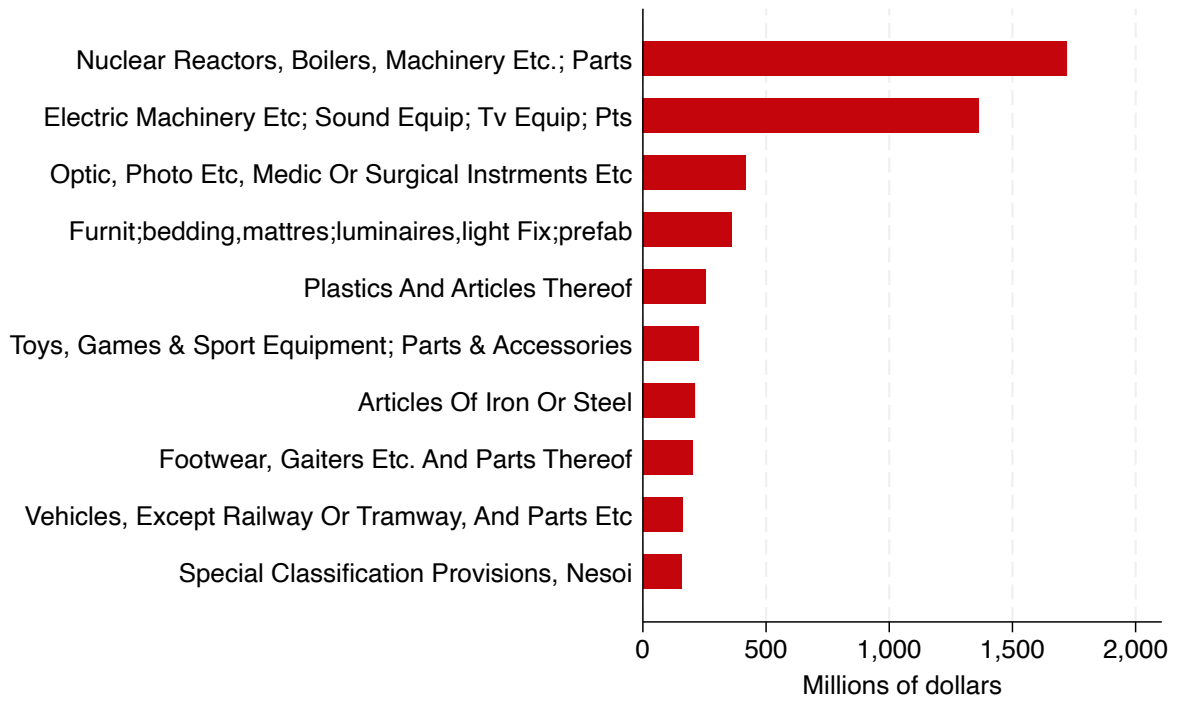 Nuclear Reactors, Boilers, Machinery Etc.; Parts
Electric Machinery Etc; Sound Equip; Tv Equip; Pts
Optic, Photo Etc, Medic Or Surgical Instrments Etc
Furnit;bedding,mattres;luminaires,light Fix;prefab
Plastics And Articles Thereof
Toys, Games & Sport Equipment; Parts & Accessories
Articles Of Iron Or Steel
Footwear, Gaiters Etc. And Parts Thereof
Vehicles, Except Railway Or Tramway, And Parts Etc
Special Classification Provisions, Nesoi
0 500 1,000 1,500 2,000
Millions of dollars